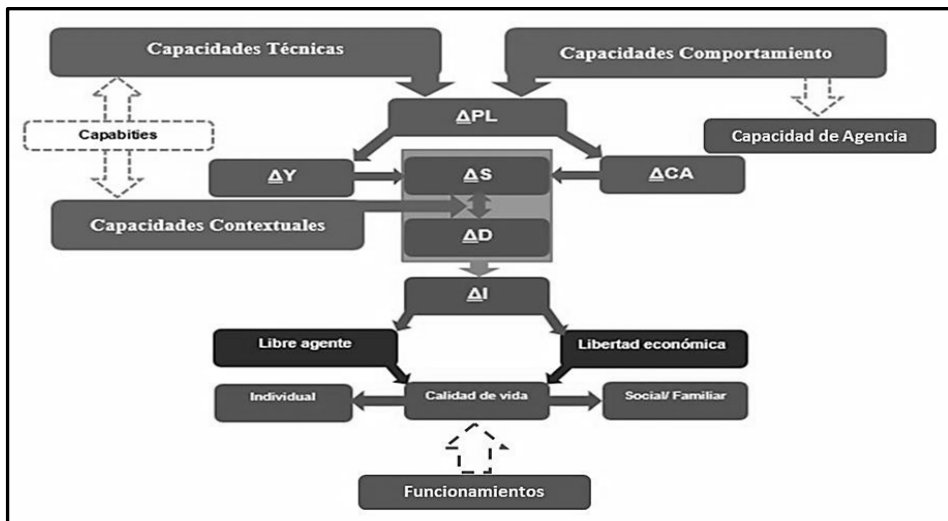 Capacidades Técnicas
Capacidades Comportamiento
ΔPL
Capabities
Capacidad de Agencia
ΔY
ΔS
ΔCA
Capacidades Contextuales
ΔD
ΔI
Libre agente
Libertad económica
Individual
Calidad de vida
Social/ Familiar
Funcionamientos